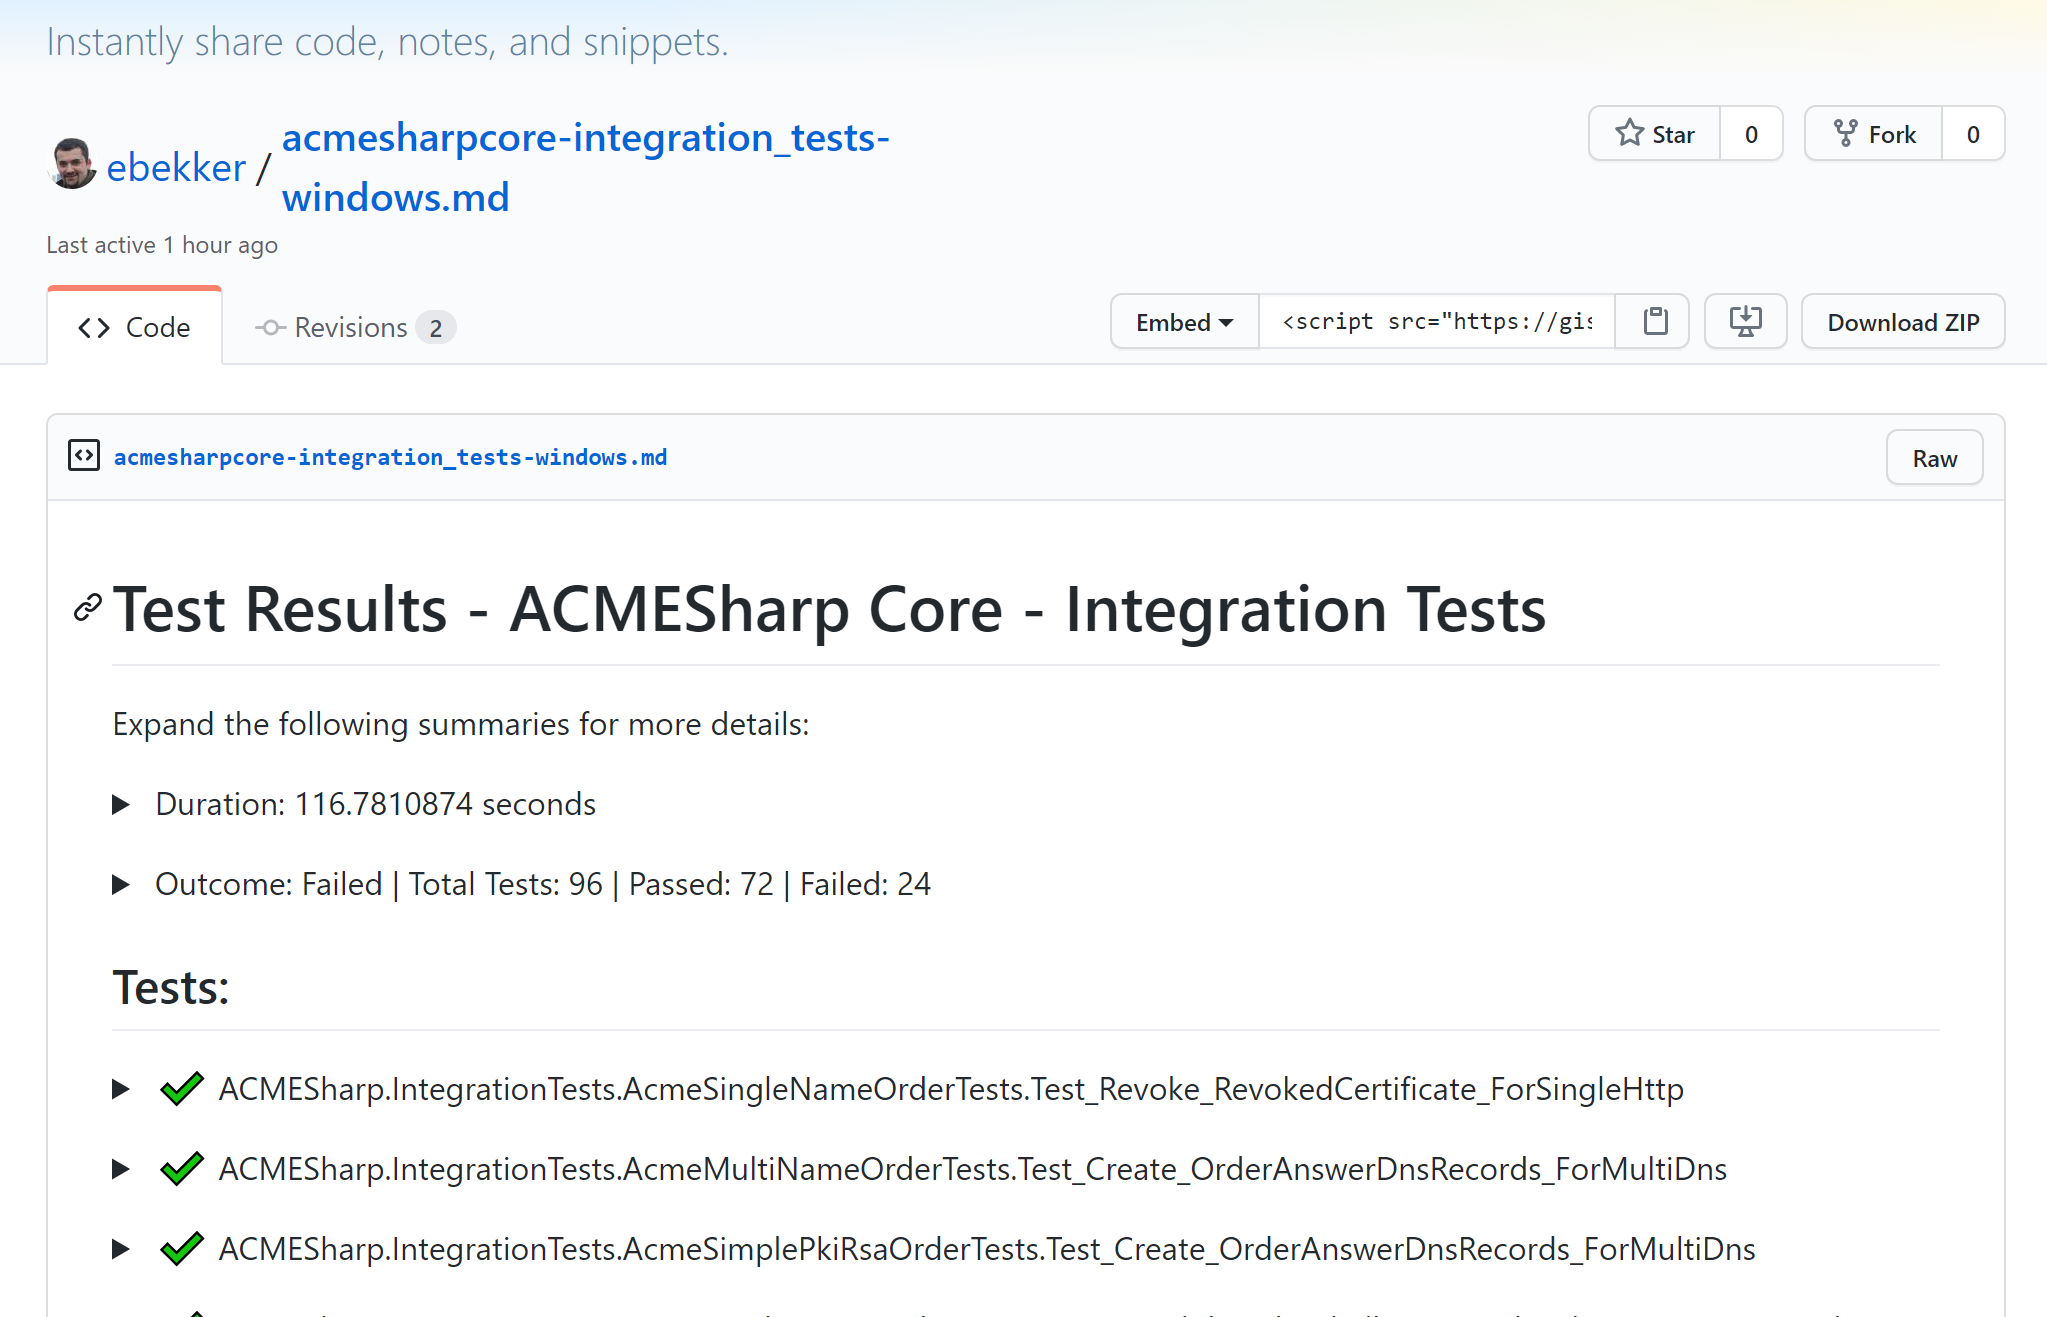 Instantly share code, notes, and snippets.
ebekker / acmesharpcore-integration_tests-
windows.md
Star 0 Fork 0
Last active 1 hour ago
Code Revisions 2 Embed <script src="https://gis Download ZIP
acmesharpcore-integration_tests-windows.md Raw
Test Results - ACMESharp Core - Integration Tests
Expand the following summaries for more details:
Duration: 116.7810874 seconds
Outcome: Failed | Total Tests: 96 | Passed: 72 | Failed: 24
Tests:
ACMESharp.IntegrationTests.AcmeSingleNameOrderTests.Test_Revoke_RevokedCertificate_ForSingleHttp
ACMESharp.IntegrationTests.AcmeMultiNameOrderTests.Test_Create_OrderAnswerDnsRecords_ForMultiDns
ACMESharp.IntegrationTests.AcmeSimplePkiRsaOrderTests.Test_Create_OrderAnswerDnsRecords_ForMultiDns